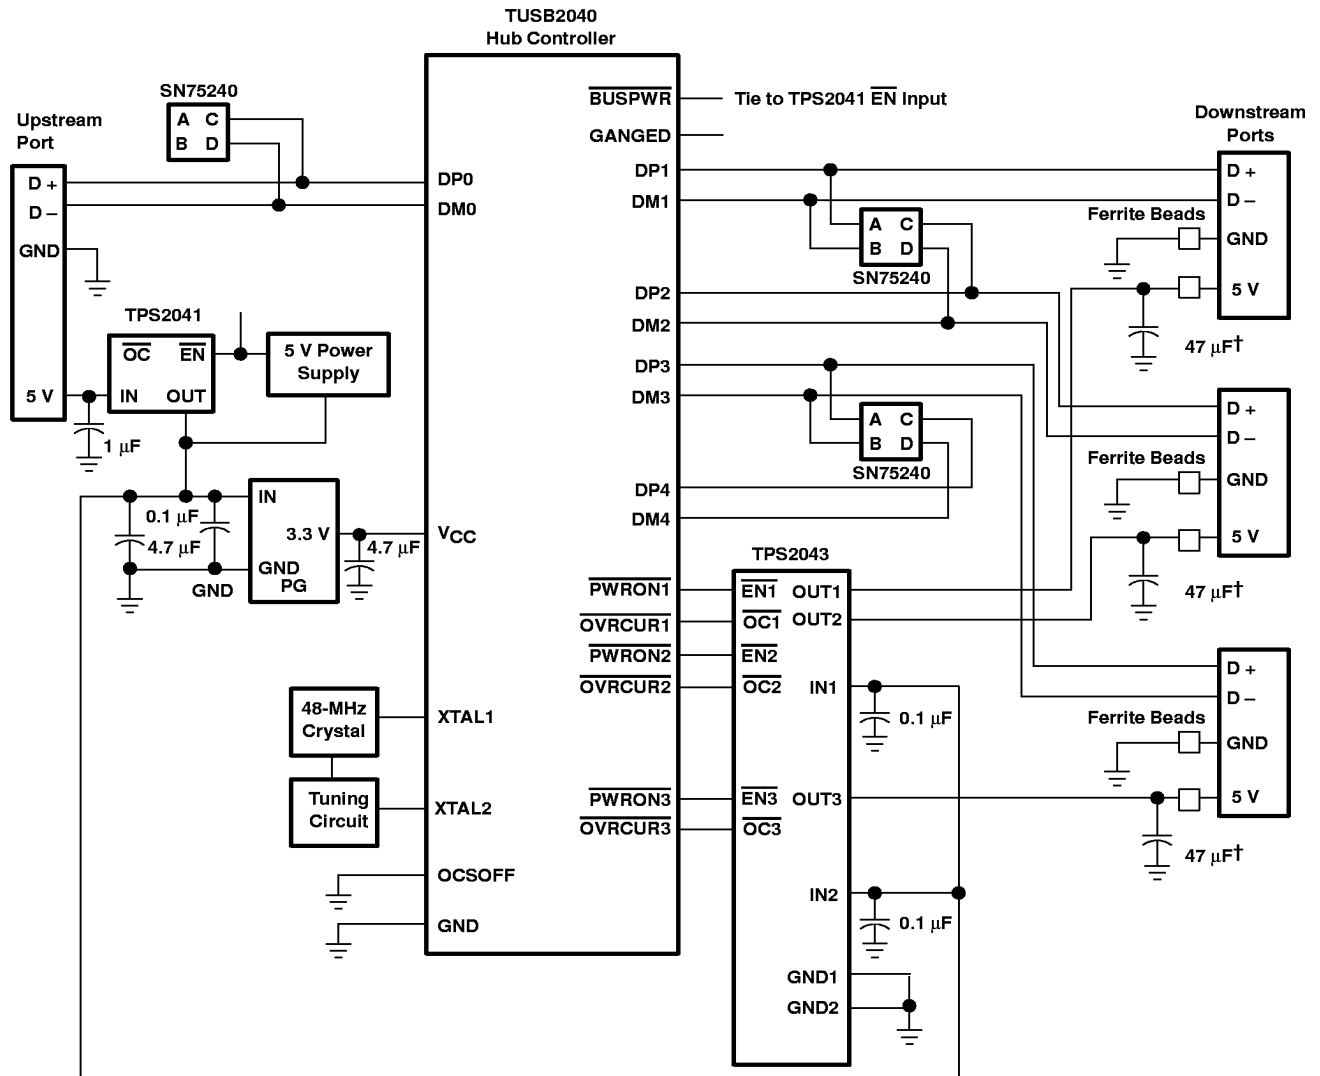 TUSB2040
Hub Controller
SN75240
A C
B D
Upstream
Port
D +
D –
GND
5 V
TPS2041
OC EN
IN OUT
5 V Power
Supply
1 μF
0.1 μF
4.7 μF
IN
3.3 V
GND
PG
GND
4.7 μF
48-MHz
Crystal
Tuning
Circuit
DP0
DM0
VCC
XTAL1
XTAL2
OCSOFF
GND
BUSPWR
GANGED
DP1
DM1
DP2
DM2
DP3
DM3
DP4
DM4
PWRON1
OVRCUR1
PWRON2
OVRCUR2
PWRON3
OVRCUR3
Tie to TPS2041 EN Input
A C
B D
SN75240
A C
B D
SN75240
TPS2043
EN1 OUT1
OC1 OUT2
EN2
OC2 IN1
EN3 OUT3
OC3
IN2
GND1
GND2
0.1 μF
0.1 μF
Downstream
Ports
D +
D –
Ferrite Beads
GND
5 V
47 μF†
D +
D –
Ferrite Beads
GND
5 V
47 μF†
D +
D –
Ferrite Beads
GND
5 V
47 μF†